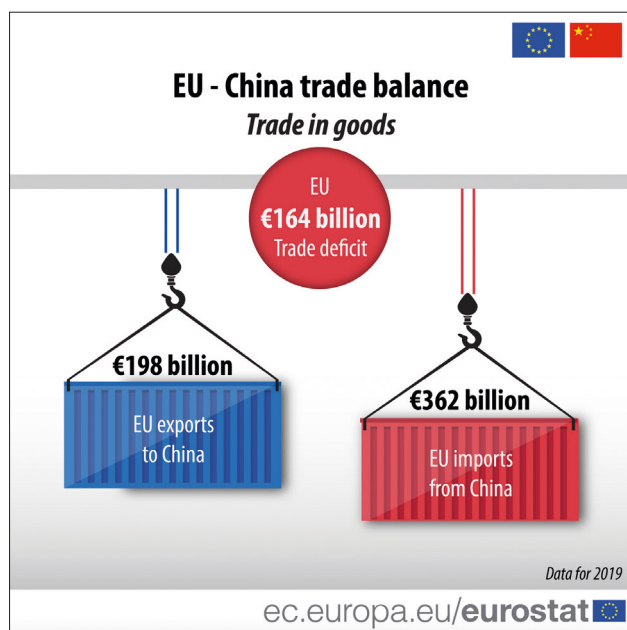 EU - China trade balance
Trade in goods
EU
€164 billion
Trade deficit
€198 billion
EU exports
to China
€362 billion
EU imports
from China
Data for 2019
ec.europa.eu/eurostat